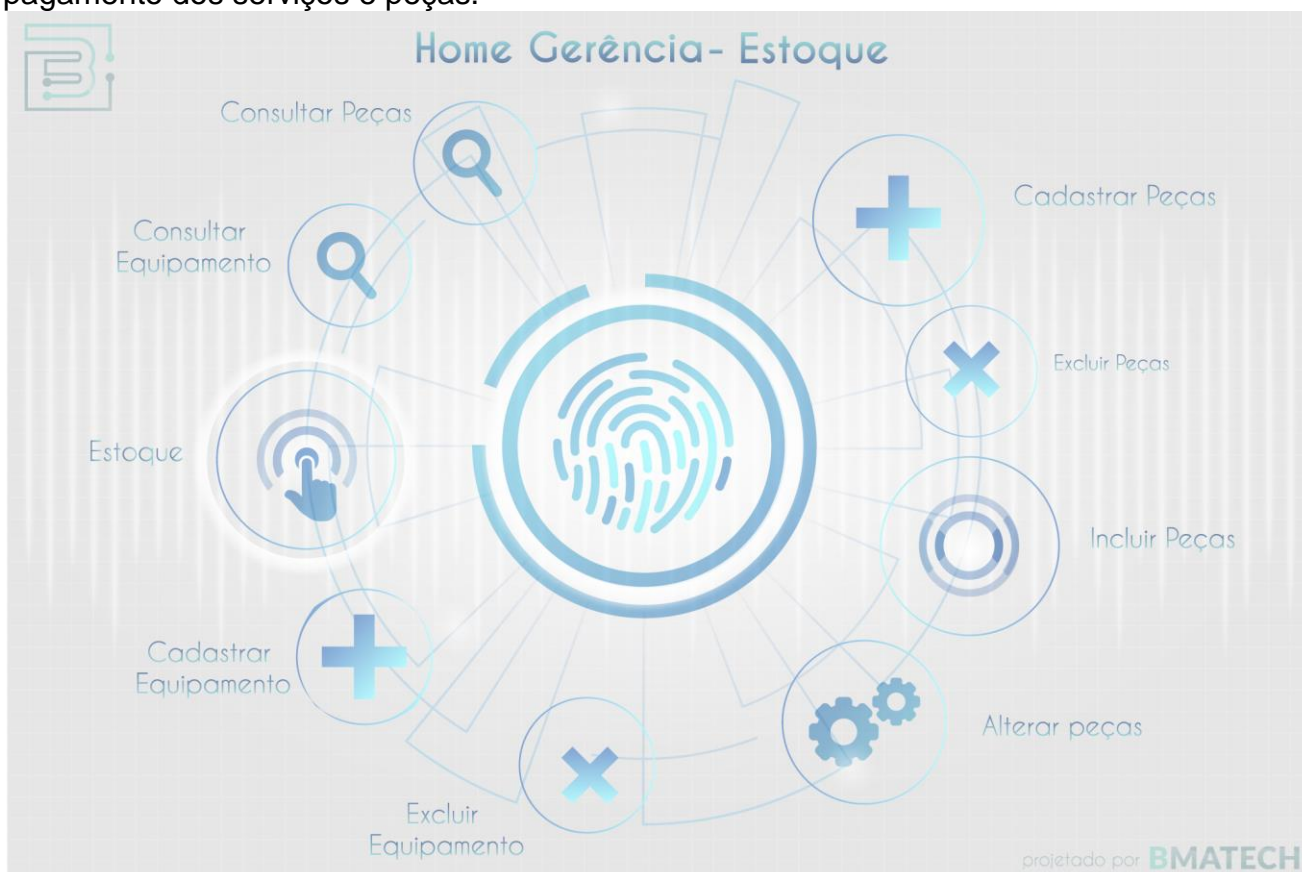 pagamento dos serviços e peças.
Home Gerência- Estoque
Consultar Peças
Cadastrar Peças
Consultar
Equipamento
Excluir Peças
Estoque
Incluir Peças
Cadastrar
Equipamento
Alterar peças
Excluir
Equipamento
projetado por BMATECH